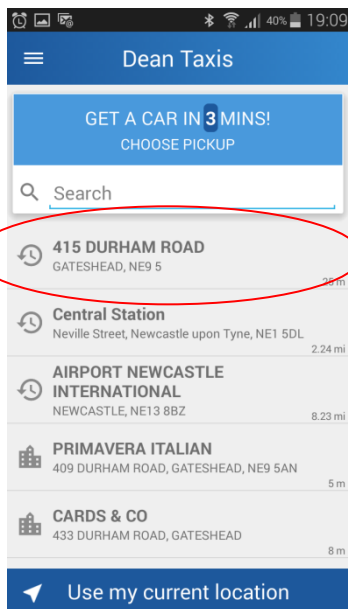 40% 19:09
Dean Taxis
GET A CAR IN 3 MINS!
CHOOSE PICKUP
Search
415 DURHAM ROAD
GATESHEAD, NE9 5
Central Station
Neville Street, Newcastle upon Tyne, NE1 5DL
2.24 mi
AIRPORT NEWCASTLE
INTERNATIONAL
NEWCASTLE, NE13 8BZ
8.23 mi
PRIMAVERA ITALIAN
409 DURHAM ROAD, GATESHEAD, NE9 5AN
5 m
CARDS & CO
433 DURHAM ROAD, GATESHEAD
8 m
Use my current location